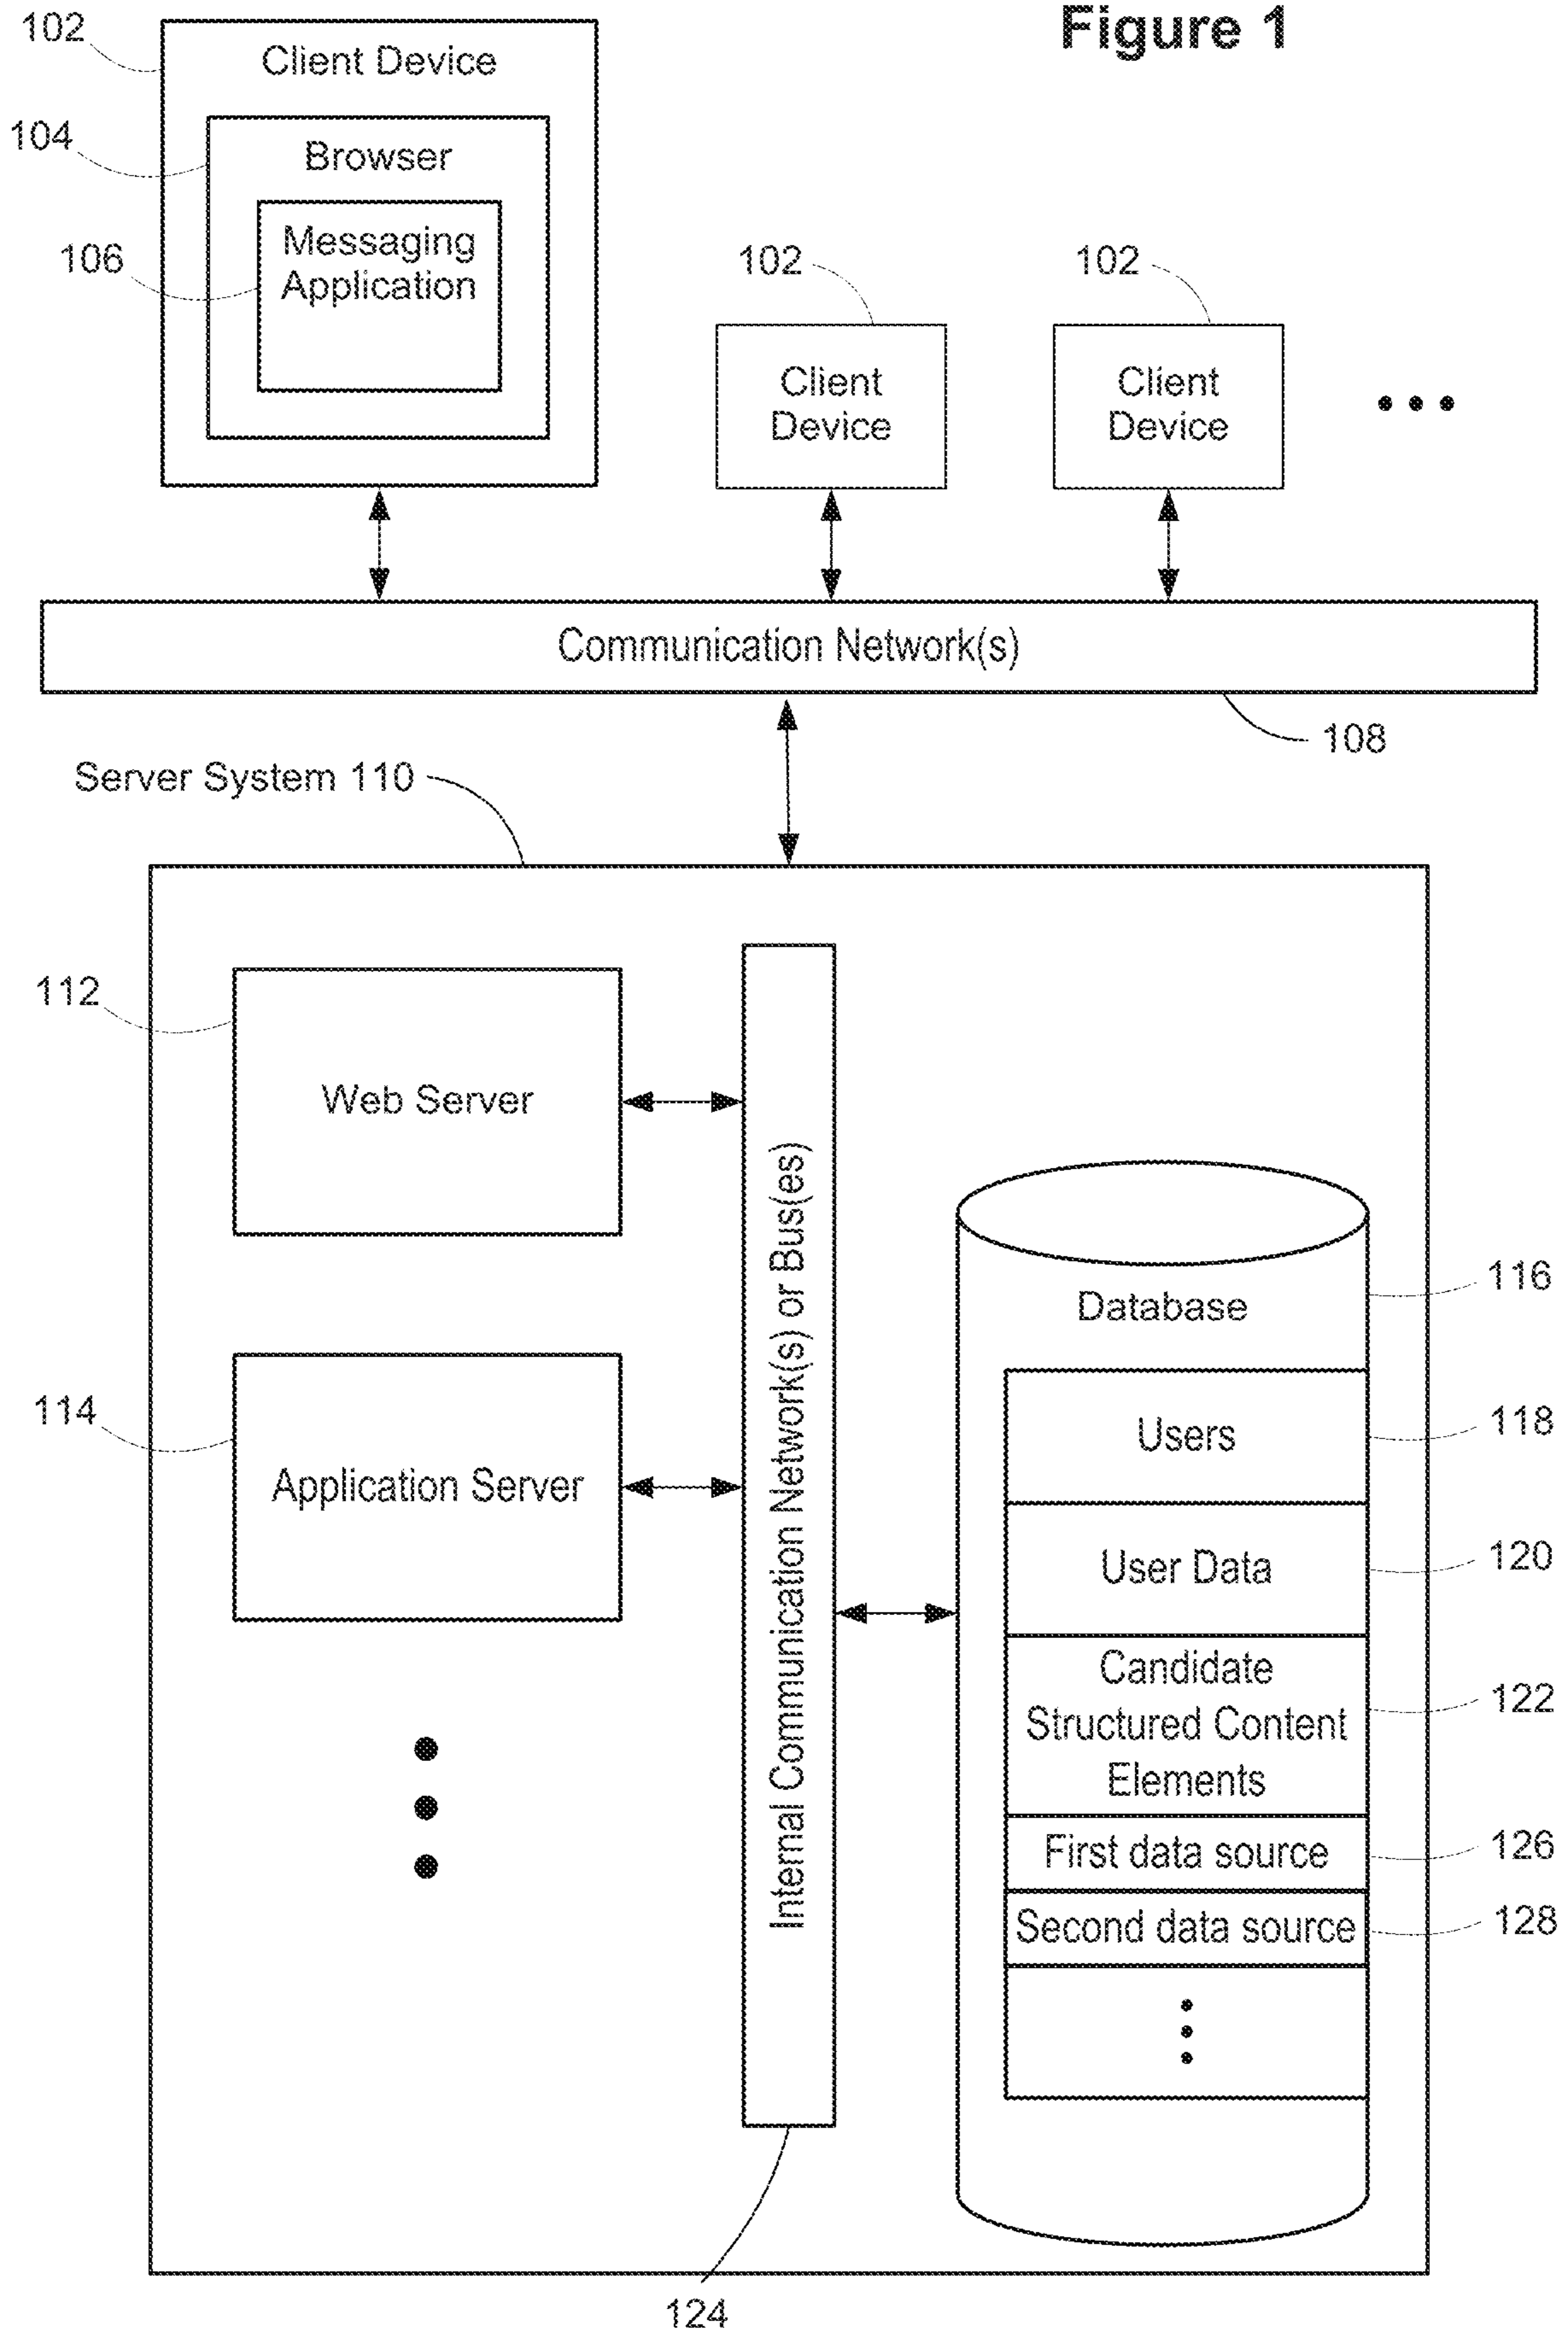 Figure 1
102
Client Device
104
Browser
106
Messaging
Application
102
Client
Device
102
Client
Device
Communication Network(s)
108
Server System 110
112
Web Server
114
Application Server
Internal Communication Network(s) or Bus(es)
124
Database
116
Users
118
User Data
120
Candidate
Structured Content
Elements
122
First data source
126
Second data source
128